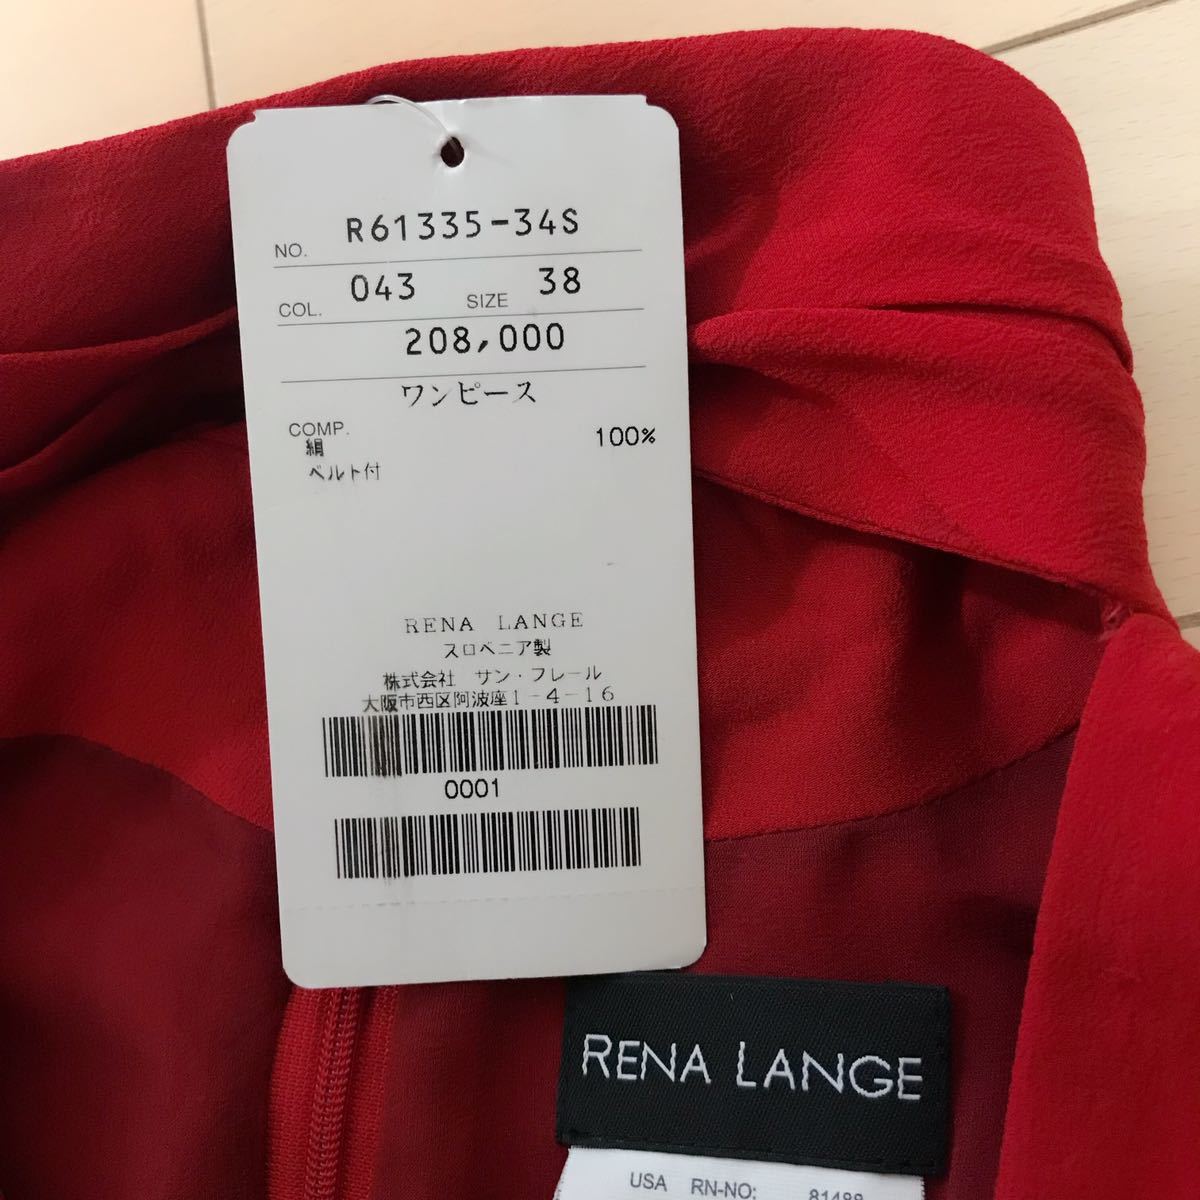 NO. R61335-34S
COL. 043 SIZE 38
208,000
ワンピース
COMP.
絹 100%
ベルト付
RENA LANGE
スロベニア製
株式会社 サン・フレール
大阪市西区阿波座1-4-16
0001
RENA LANGE
USA RN-NO: 81488